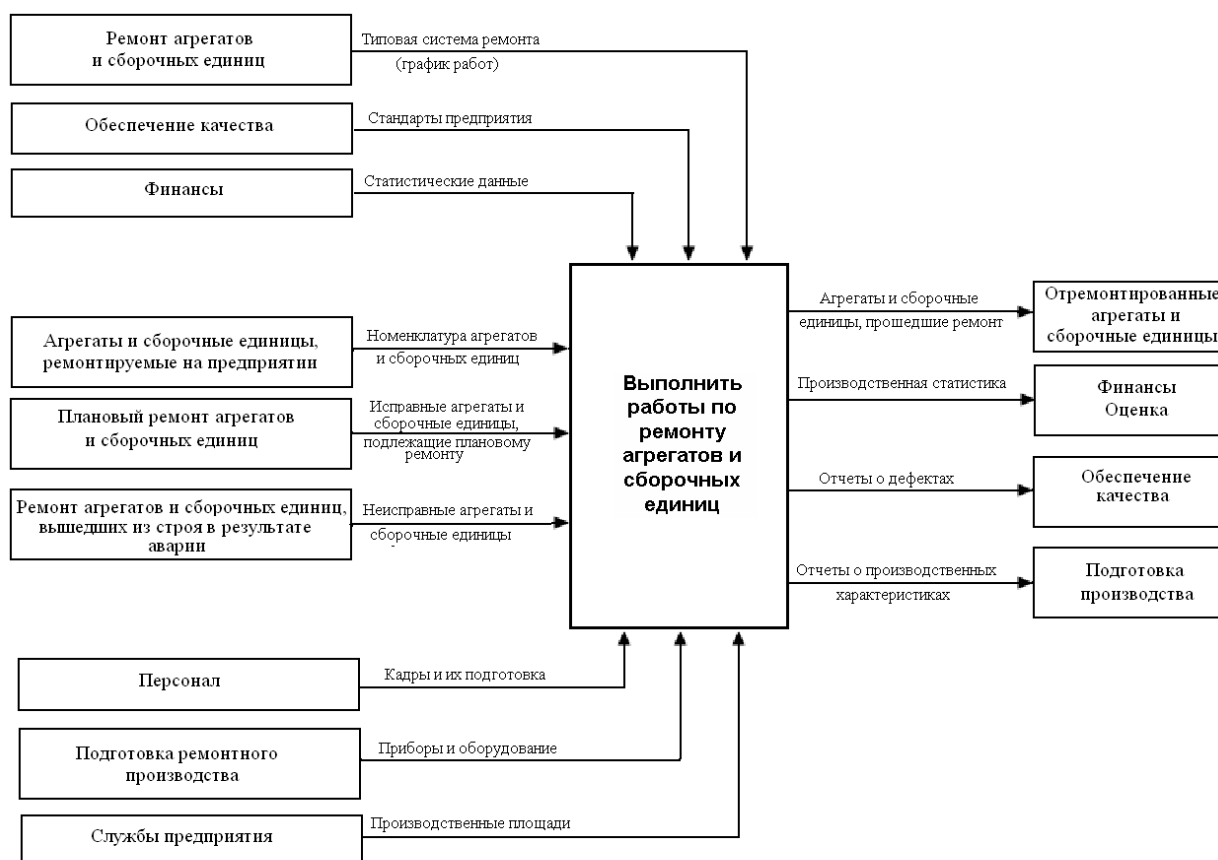 Ремонт агрегатов
и сборочных единиц
Типовая система ремонта
(график работ)
Обеспечение качества
Стандарты предприятия
Финансы
Статистические данные
Агрегаты и сборочные единицы,
ремонтируемые на предприятии
Номенклатура агрегатов
и сборочных единиц
Плановый ремонт агрегатов
и сборочных единиц
Исправные агрегаты и
сборочные единицы,
подлежащие плановому
ремонту
Ремонт агрегатов и сборочных единиц,
вышедших из строя в результате
аварии
Неисправные агрегаты и
сборочные единицы
Выполнить
работы по
ремонту
агрегатов и
сборочных
единиц
Агрегаты и сборочные
единицы, прошедшие ремонт
Отремонтированные
агрегаты и
сборочные единицы
Производственная статистика
Финансы
Оценка
Отчеты о дефектах
Обеспечение
качества
Отчеты о производственных
характеристиках
Подготовка
производства
Персонал
Кадры и их подготовка
Подготовка ремонтного
производства
Приборы и оборудование
Службы предприятия
Производственные площади